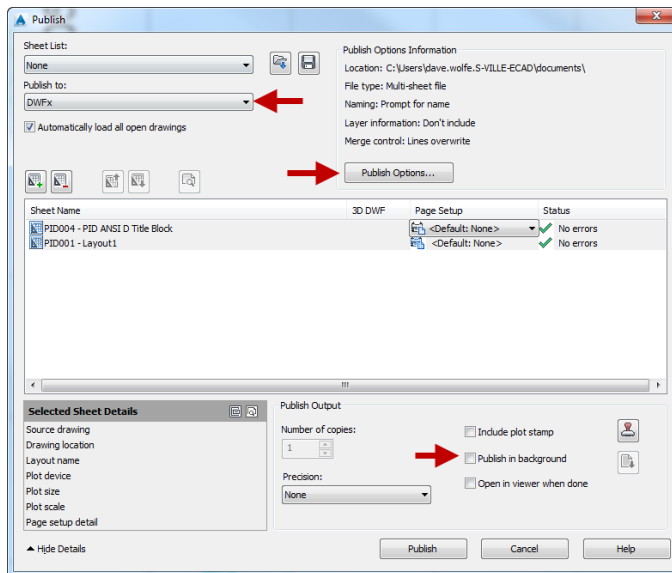 Publish
Sheet List:
None
Publish to:
DWFx
Automatically load all open drawings
Publish Options Information
Location: C:\Users\dave.wolfe.S-VILLE-ECAD\documents\
File type: Multi-sheet file
Naming: Prompt for name
Layer information: Don't include
Merge control: Lines overwrite
Publish Options...
Sheet Name 3D DWF Page Setup Status
PID004 - PID ANSI D Title Block <Default: None> No errors
PID001 - Layout1 <Default: None> No errors
Selected Sheet Details
Source drawing
Drawing location
Layout name
Plot device
Plot size
Plot scale
Page setup detail
Publish Output
Number of copies:
1
Precision:
None
Include plot stamp
Publish in background
Open in viewer when done
Hide Details
Publish Cancel Help